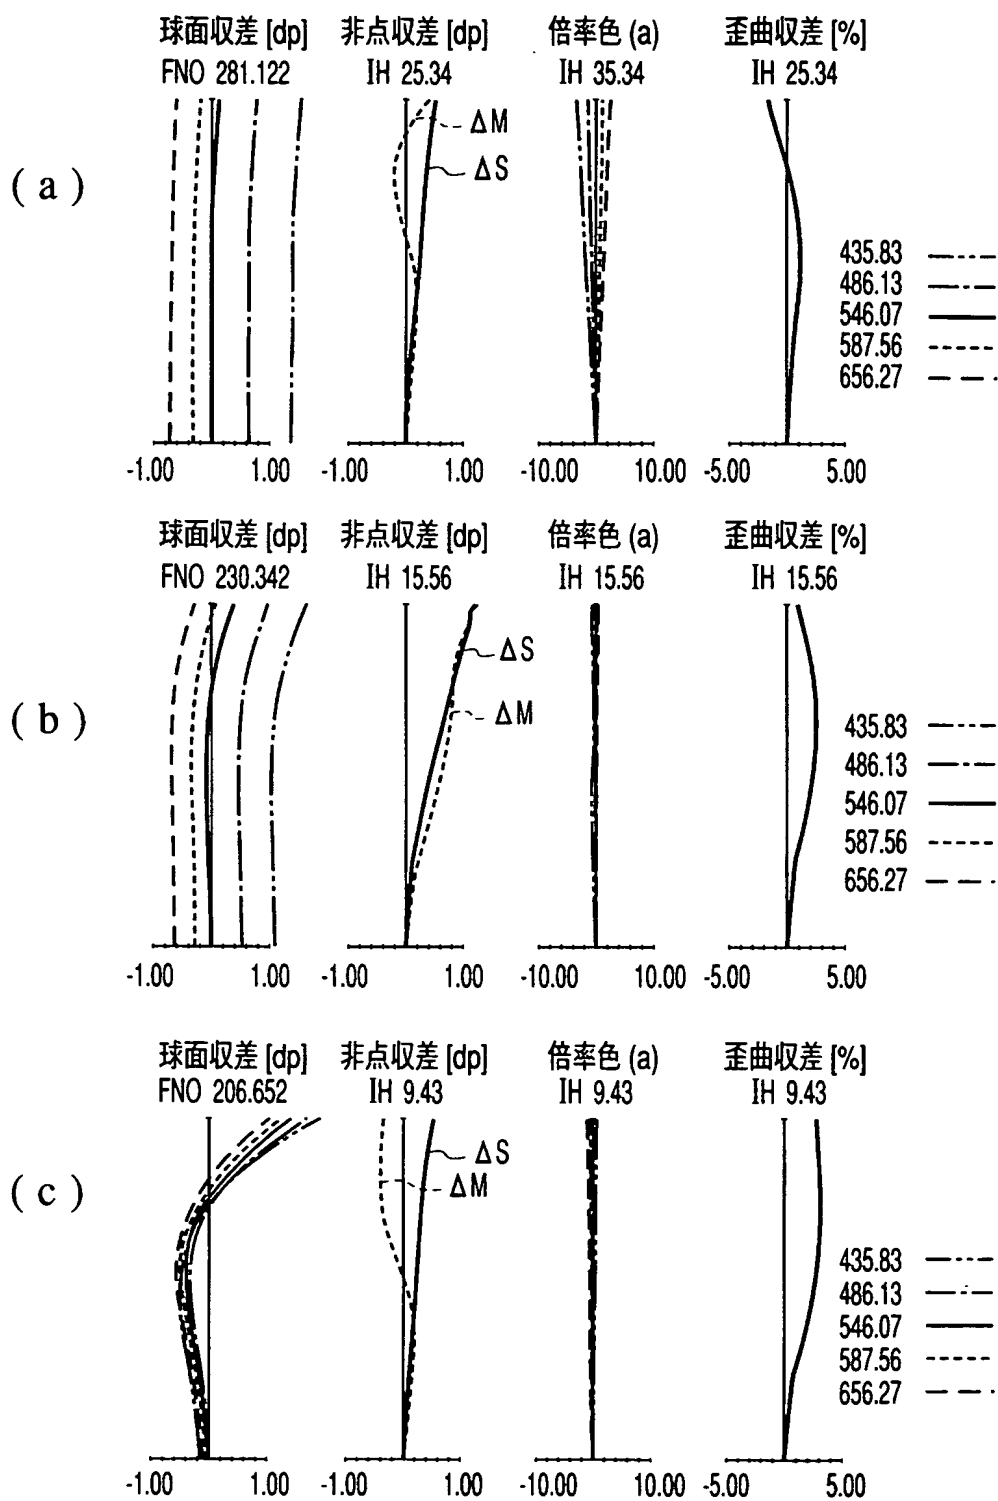 球面収差 [dp] 非点収差 [dp] 倍率色 (a) 歪曲収差 [%]
FNO 281.122 IH 25.34 IH 35.34 IH 25.34
(a)
ΔM
ΔS
435.83
486.13
546.07
587.56
656.27
-1.00 1.00 -1.00 1.00 -10.00 10.00 -5.00 5.00
球面収差 [dp] 非点収差 [dp] 倍率色 (a) 歪曲収差 [%]
FNO 230.342 IH 15.56 IH 15.56 IH 15.56
(b)
ΔS
ΔM
435.83
486.13
546.07
587.56
656.27
-1.00 1.00 -1.00 1.00 -10.00 10.00 -5.00 5.00
球面収差 [dp] 非点収差 [dp] 倍率色 (a) 歪曲収差 [%]
FNO 206.652 IH 9.43 IH 9.43 IH 9.43
(c)
ΔS
ΔM
435.83
486.13
546.07
587.56
656.27
-1.00 1.00 -1.00 1.00 -10.00 10.00 -5.00 5.00